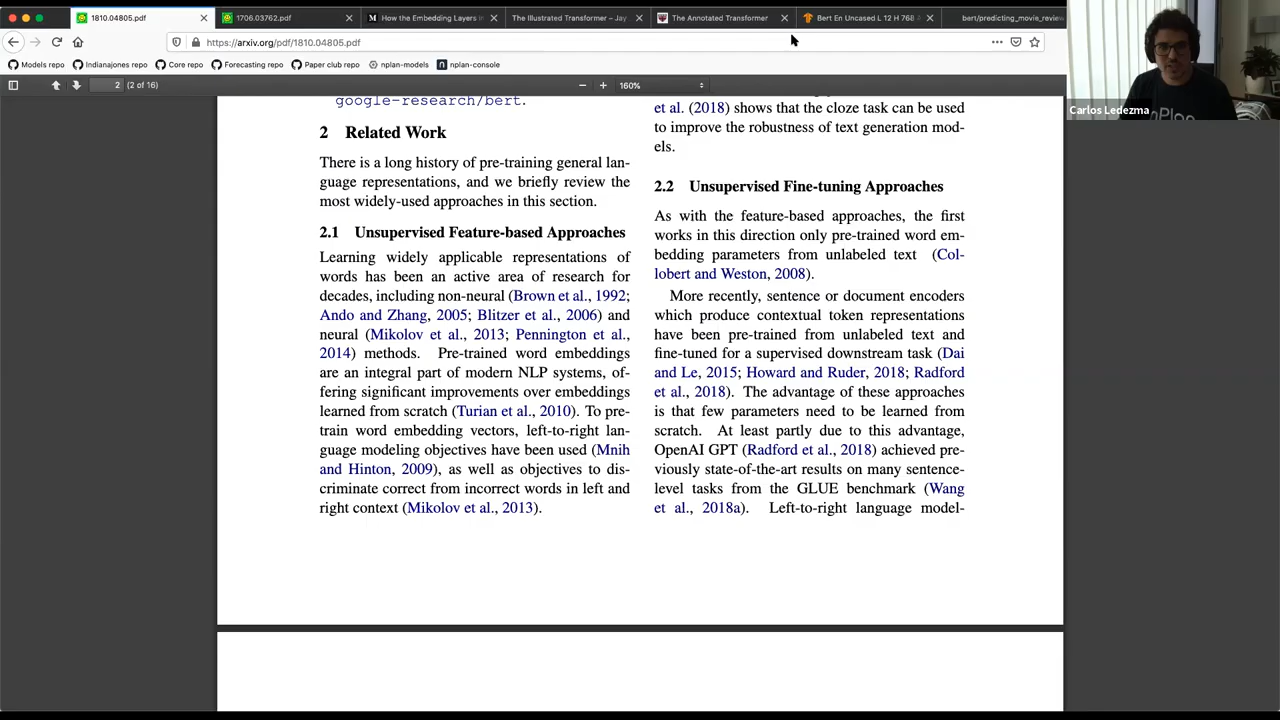 1810.04805.pdf
1706.03762.pdf
How the Embedding Layers in
The Illustrated Transformer – Jay
The Annotated Transformer
Bert En Uncased L 12 H 768
bert/predicting_movie_review
https://arxiv.org/pdf/1810.04805.pdf
Models repo
Indianajones repo
Core repo
Forecasting repo
Paper club repo
nplan-models
nplan-console
2
(2 of 16)
160%
Carlos Ledezma
google-research/bert.
2 Related Work
There is a long history of pre-training general lan-
guage representations, and we briefly review the
most widely-used approaches in this section.
2.1 Unsupervised Feature-based Approaches
Learning widely applicable representations of
words has been an active area of research for
decades, including non-neural (Brown et al., 1992;
Ando and Zhang, 2005; Blitzer et al., 2006) and
neural (Mikolov et al., 2013; Pennington et al.,
2014) methods. Pre-trained word embeddings
are an integral part of modern NLP systems, of-
fering significant improvements over embeddings
learned from scratch (Turian et al., 2010). To pre-
train word embedding vectors, left-to-right lan-
guage modeling objectives have been used (Mnih
and Hinton, 2009), as well as objectives to dis-
criminate correct from incorrect words in left and
right context (Mikolov et al., 2013).
et al. (2018) shows that the cloze task can be used
to improve the robustness of text generation mod-
els.
2.2 Unsupervised Fine-tuning Approaches
As with the feature-based approaches, the first
works in this direction only pre-trained word em-
bedding parameters from unlabeled text (Col-
lobert and Weston, 2008).
More recently, sentence or document encoders
which produce contextual token representations
have been pre-trained from unlabeled text and
fine-tuned for a supervised downstream task (Dai
and Le, 2015; Howard and Ruder, 2018; Radford
et al., 2018). The advantage of these approaches
is that few parameters need to be learned from
scratch. At least partly due to this advantage,
OpenAI GPT (Radford et al., 2018) achieved pre-
viously state-of-the-art results on many sentence-
level tasks from the GLUE benchmark (Wang
et al., 2018a). Left-to-right language model-